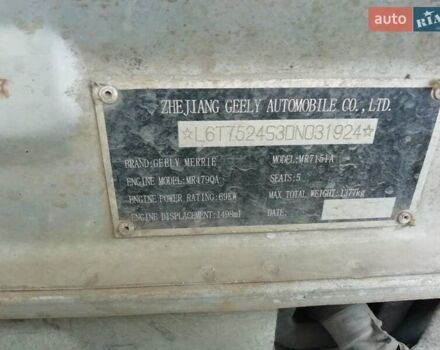 AUTO RIA
ZHEJIANG GEELY AUTOMOBILE CO., LTD.
☆L6T7524S3DN031924☆
BRAND:GEELY MERRIE MODEL:MR7151A
ENGINE MODEL:MR479QA SEATS:5
ENGINE POWER RATING:69KW MAX TOTAL WEIGHT:1377kg
ENGINE DISPLACEMENT:1498ml DATE: